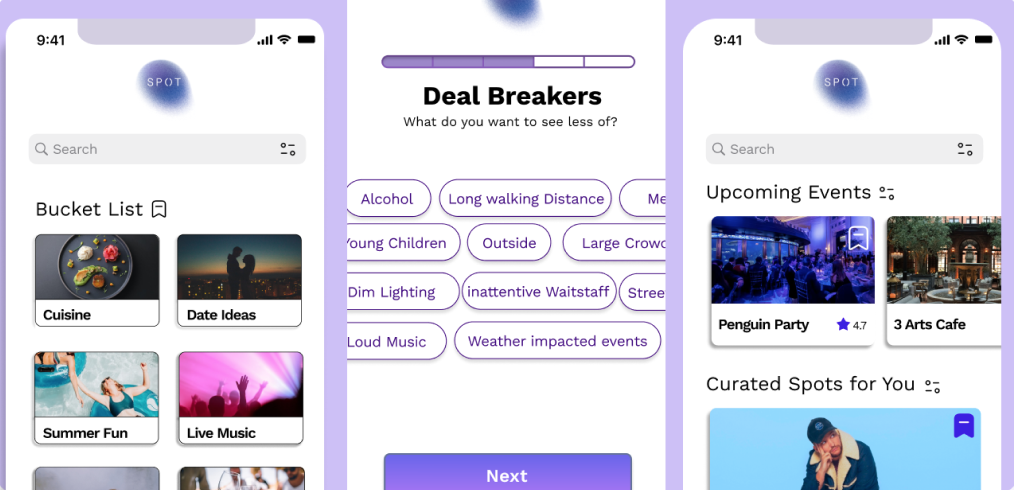 9:41
SPOT
Search
Bucket List
Cuisine
Date Ideas
Summer Fun
Live Music
Deal Breakers
What do you want to see less of?
Alcohol
Long walking Distance
Me
Young Children
Outside
Large Crowd
Dim Lighting
inattentive Waitstaff
Stree
Loud Music
Weather impacted events
Next
9:41
SPOT
Search
Upcoming Events
Penguin Party
4.7
3 Arts Cafe
Curated Spots for You